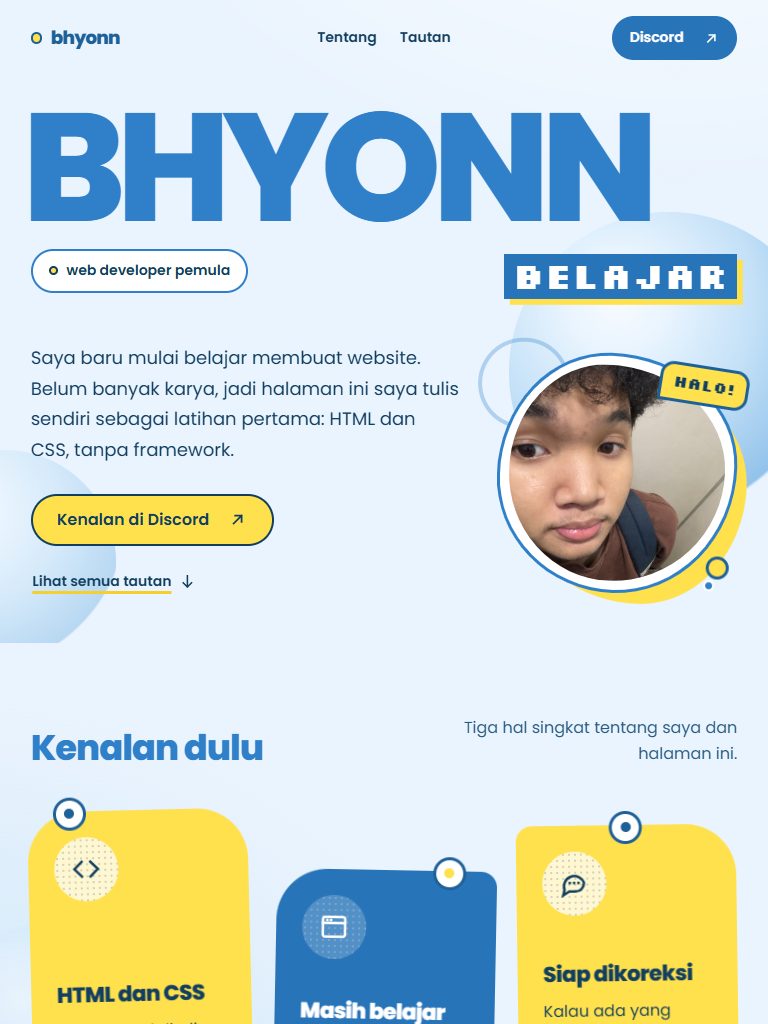 bhyonn
Tentang
Tautan
Discord
BHYONN
web developer pemula
BELAJAR
Saya baru mulai belajar membuat website.
Belum banyak karya, jadi halaman ini saya tulis
sendiri sebagai latihan pertama: HTML dan
CSS, tanpa framework.
HALO!
Kenalan di Discord
Lihat semua tautan
Kenalan dulu
Tiga hal singkat tentang saya dan
halaman ini.
HTML dan CSS
Masih belajar
Siap dikoreksi
Kalau ada yang